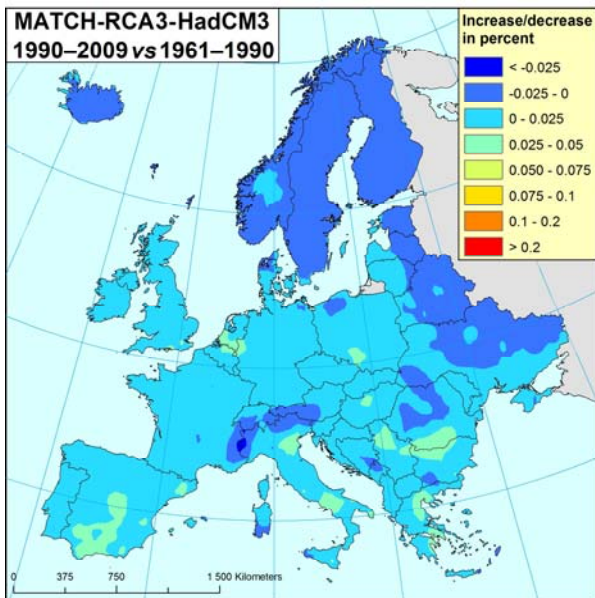 MATCH-RCA3-HadCM3
1990–2009 vs 1961–1990
Increase/decrease
in percent
< -0.025
-0.025 - 0
0 - 0.025
0.025 - 0.05
0.050 - 0.075
0.075 - 0.1
0.1 - 0.2
> 0.2
0 375 750 1 500 Kilometers